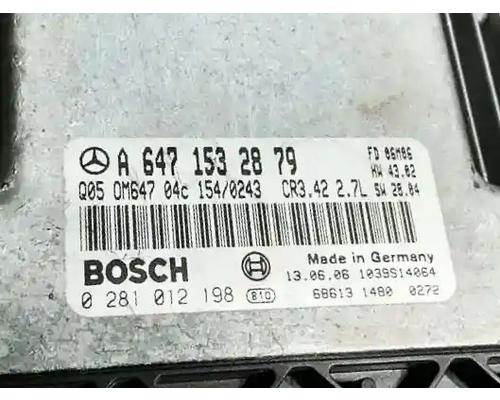 A 647 153 28 79 FD 06M06
HW 43.02
Q05 OM647 04c 154/0243 CR3.42 2.7L SW 28.04
BOSCH Made in Germany
13.06.06 1039S14064
0 281 012 198 810 6B613 1480 0272